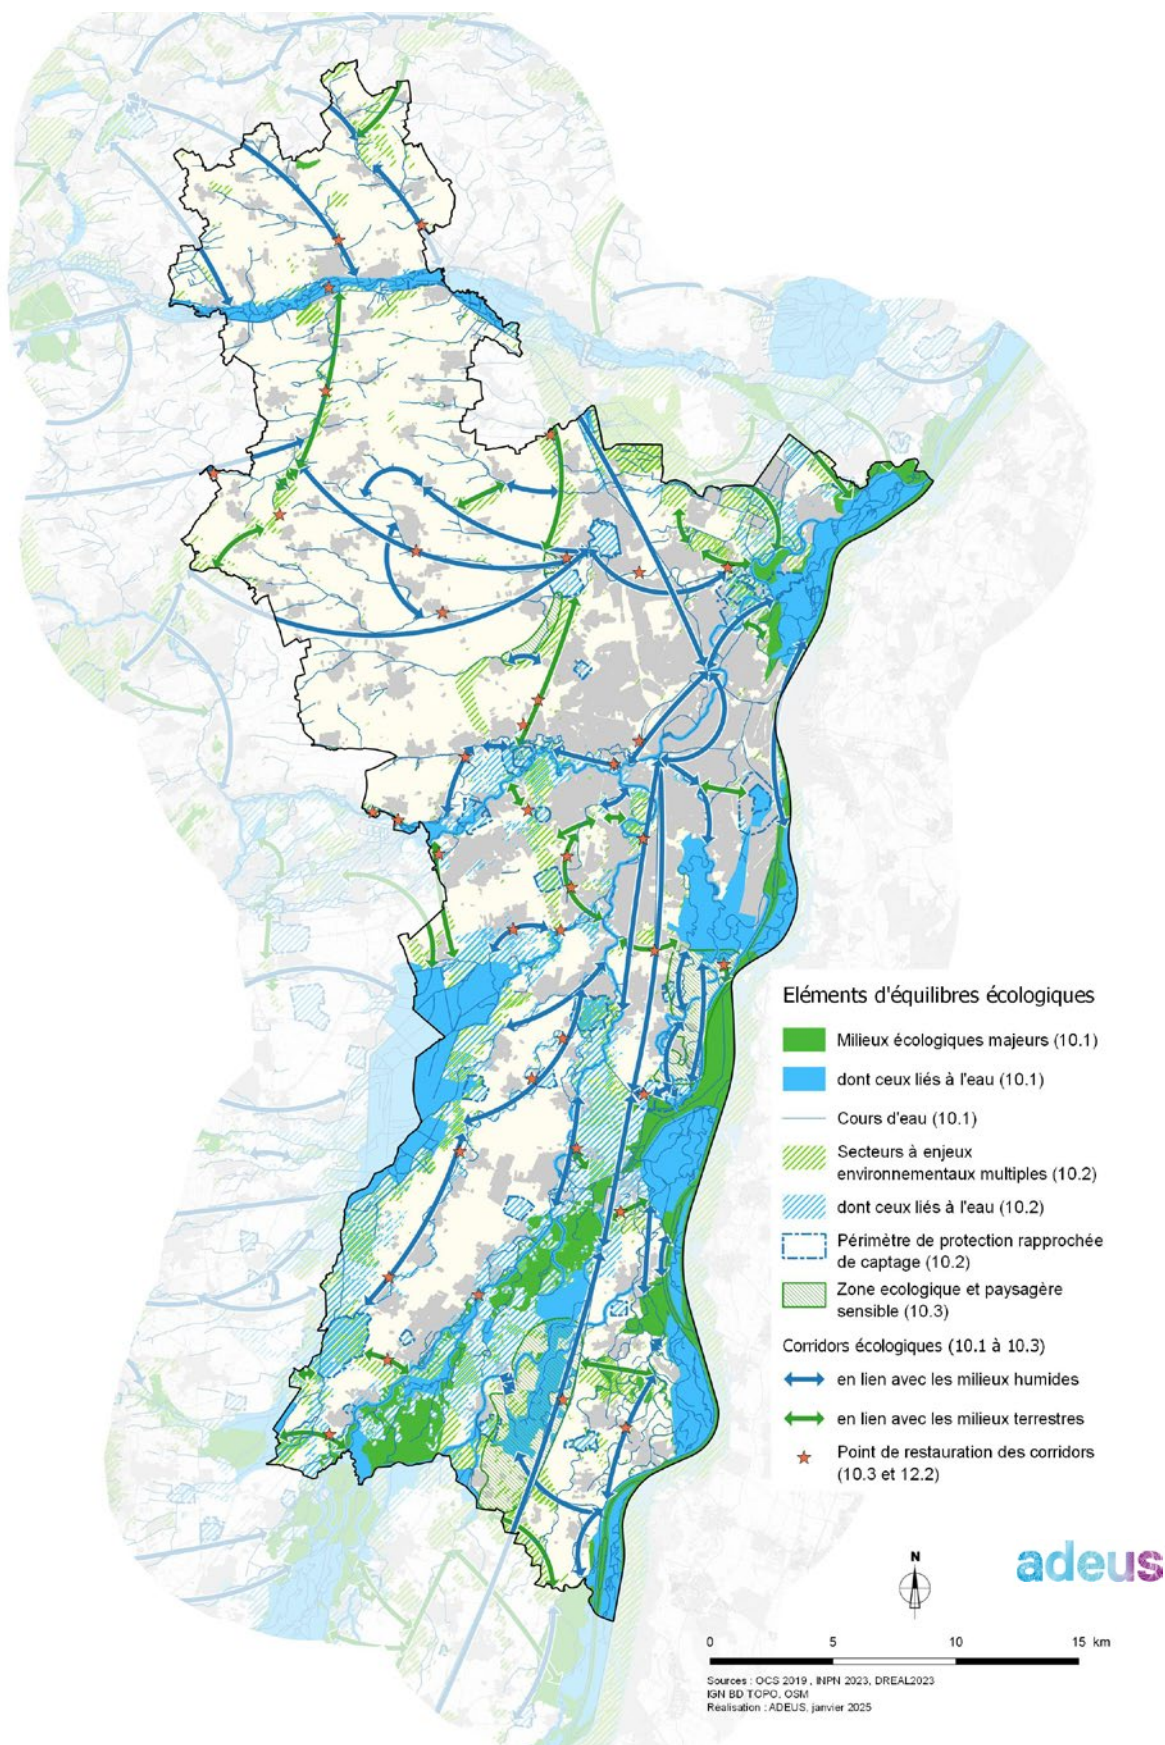 Eléments d'équilibres écologiques
Milieux écologiques majeurs (10.1)
dont ceux liés à l'eau (10.1)
Cours d'eau (10.1)
Secteurs à enjeux
environnementaux multiples (10.2)
dont ceux liés à l'eau (10.2)
Périmètre de protection rapprochée
de captage (10.2)
Zone ecologique et paysagère
sensible (10.3)
Corridors écologiques (10.1 à 10.3)
en lien avec les milieux humides
en lien avec les milieux terrestres
Point de restauration des corridors
(10.3 et 12.2)
N
adeus
0 5 10 15 km
Sources : OCS 2019 , INPN 2023, DREAL2023
IGN BD TOPO, OSM
Réalisation : ADEUS, janvier 2025